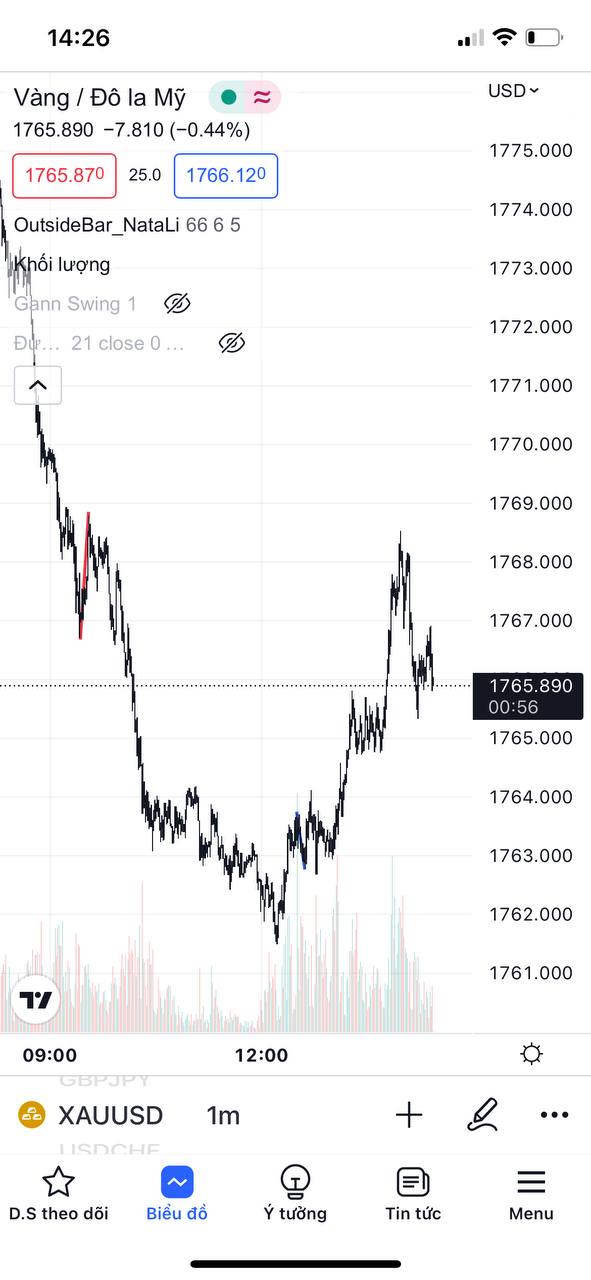 14:26
Vàng / Đô la Mỹ
USD
1765.890 −7.810 (−0.44%)
1765.870 25.0 1766.120
OutsideBar_NataLi 66 6 5
Khối lượng
Gann Swing 1
Đư... 21 close 0 ...
1775.000
1774.000
1773.000
1772.000
1771.000
1770.000
1769.000
1768.000
1767.000
1765.890
00:56
1765.000
1764.000
1763.000
1762.000
1761.000
09:00 12:00
GBPJPY
XAUUSD 1m
USDCHF
D.S theo dõi Biểu đồ Ý tưởng Tin tức Menu